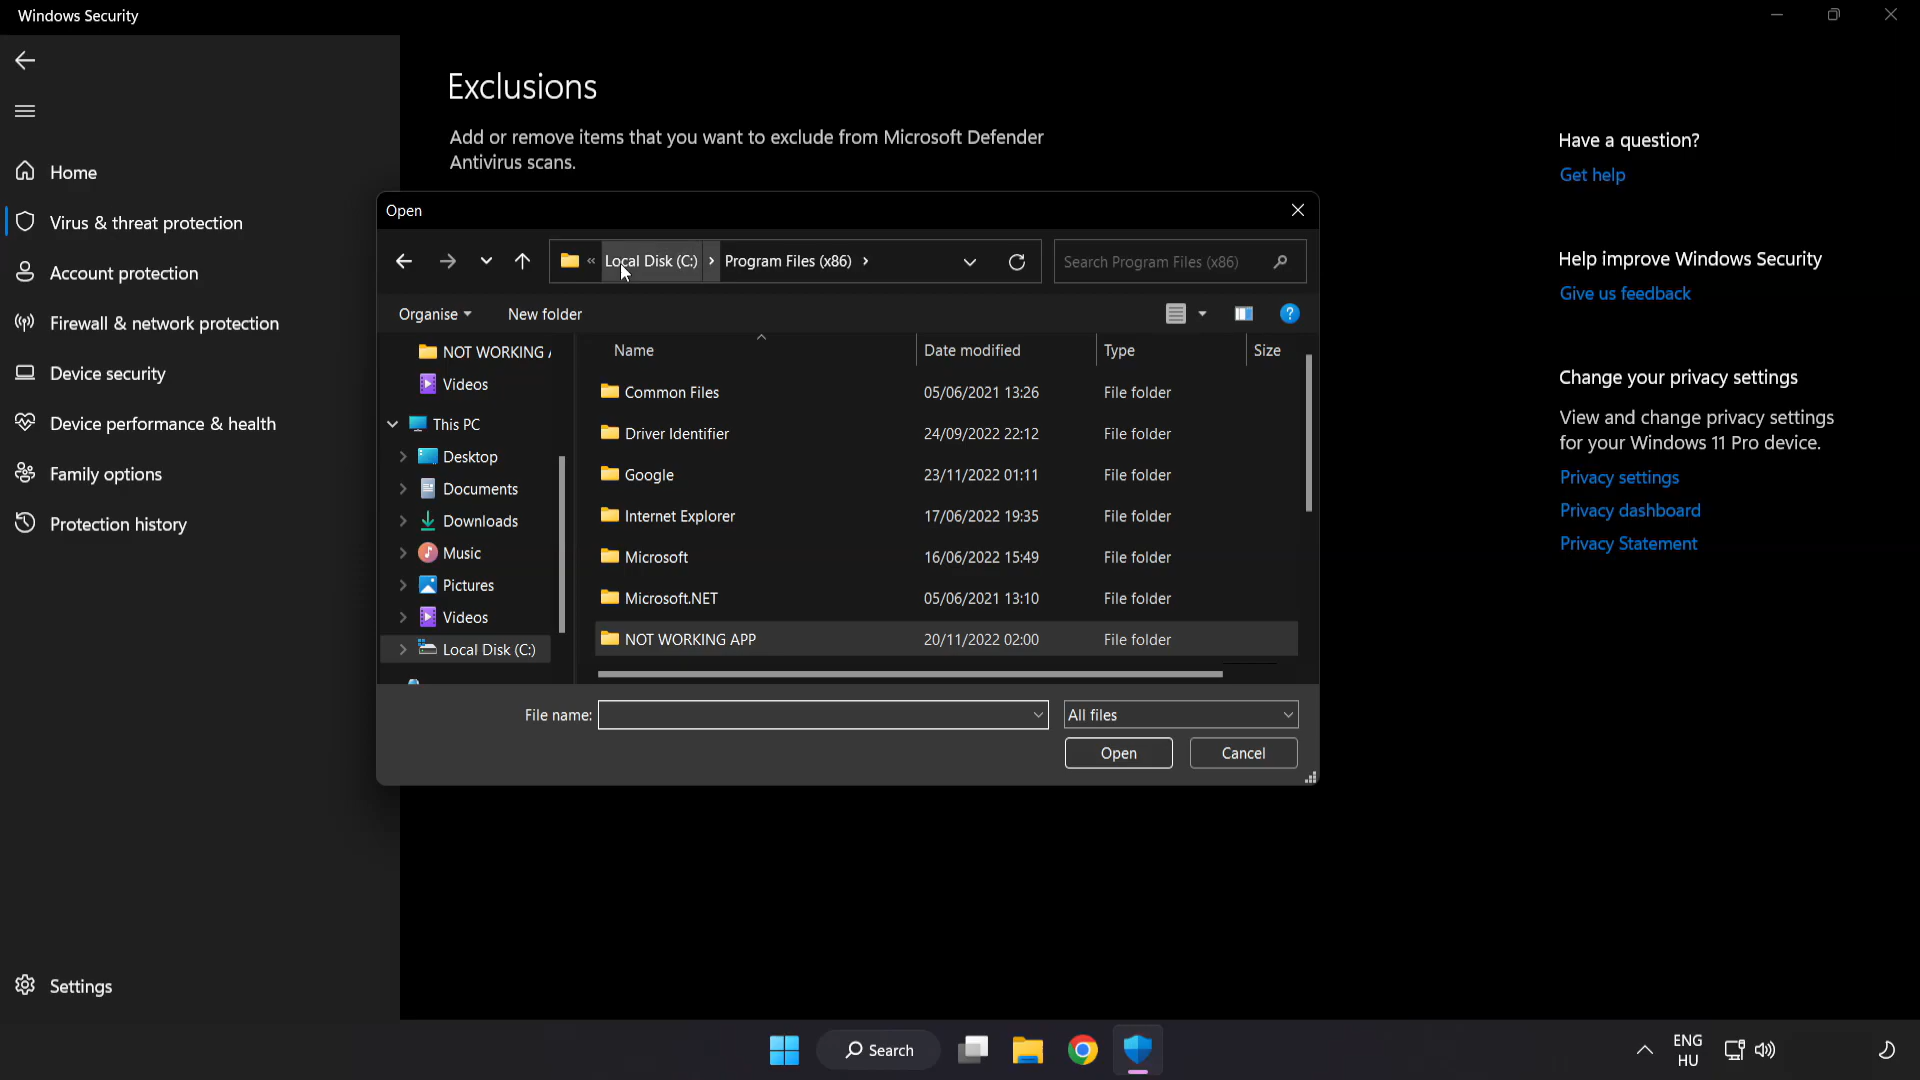 Windows Security
Home
Virus & threat protection
Account protection
Firewall & network protection
Device security
Device performance & health
Family options
Protection history
Settings
Exclusions
Add or remove items that you want to exclude from Microsoft Defender
Antivirus scans.
Open
« Local Disk (C:) › Program Files (x86) ›
Search Program Files (x86)
Organise
New folder
NOT WORKING
Videos
This PC
Desktop
Documents
Downloads
Music
Pictures
Videos
Local Disk (C:)
Name Date modified Type Size
Common Files 05/06/2021 13:26 File folder
Driver Identifier 24/09/2022 22:12 File folder
Google 23/11/2022 01:11 File folder
Internet Explorer 17/06/2022 19:35 File folder
Microsoft 16/06/2022 15:49 File folder
Microsoft.NET 05/06/2021 13:10 File folder
NOT WORKING APP 20/11/2022 02:00 File folder
File name:
All files
Open
Cancel
Have a question?
Get help
Help improve Windows Security
Give us feedback
Change your privacy settings
View and change privacy settings
for your Windows 11 Pro device.
Privacy settings
Privacy dashboard
Privacy Statement
Search
ENG
HU